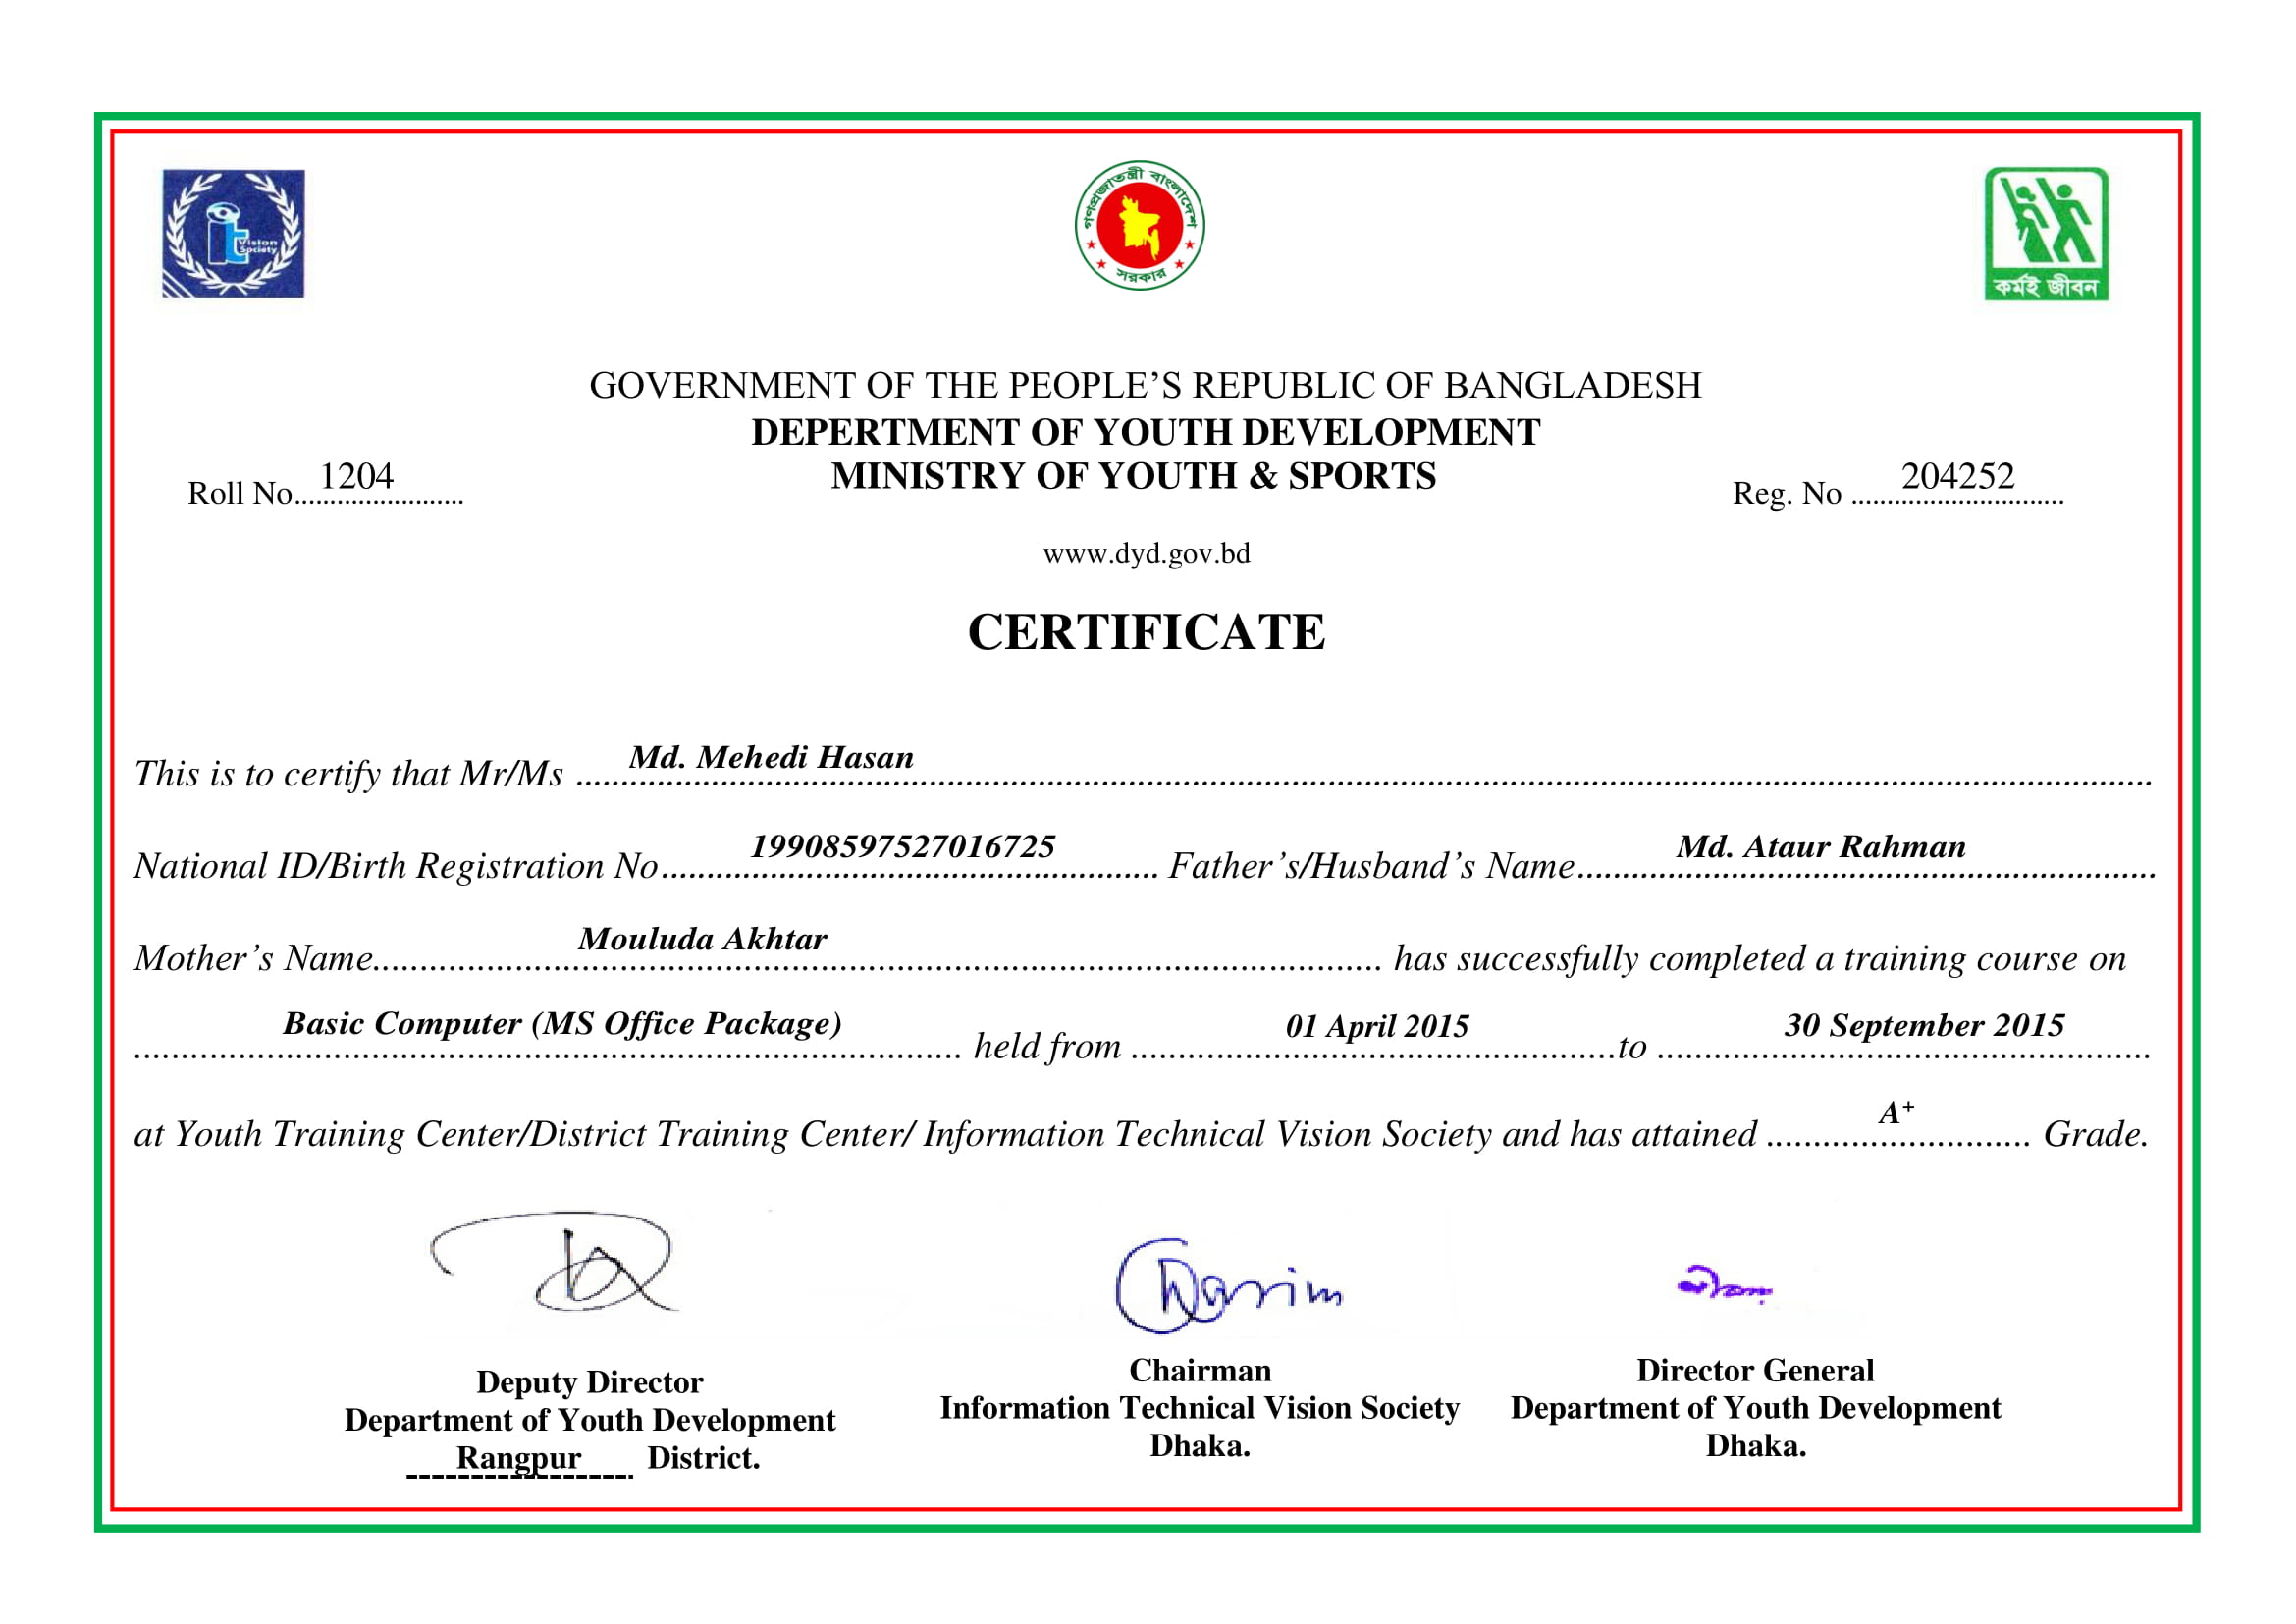 it Vision Society
গণপ্রজাতন্ত্রী বাংলাদেশ
সরকার
কর্মই জীবন
GOVERNMENT OF THE PEOPLE’S REPUBLIC OF BANGLADESH
DEPERTMENT OF YOUTH DEVELOPMENT
MINISTRY OF YOUTH & SPORTS
Roll No. 1204
Reg. No 204252
www.dyd.gov.bd
CERTIFICATE
This is to certify that Mr/Ms Md. Mehedi Hasan
National ID/Birth Registration No 19908597527016725 Father’s/Husband’s Name Md. Ataur Rahman
Mother’s Name Mouluda Akhtar has successfully completed a training course on
Basic Computer (MS Office Package) held from 01 April 2015 to 30 September 2015
at Youth Training Center/District Training Center/ Information Technical Vision Society and has attained A+ Grade.
Deputy Director
Department of Youth Development
Rangpur District.
Chairman
Information Technical Vision Society
Dhaka.
Director General
Department of Youth Development
Dhaka.